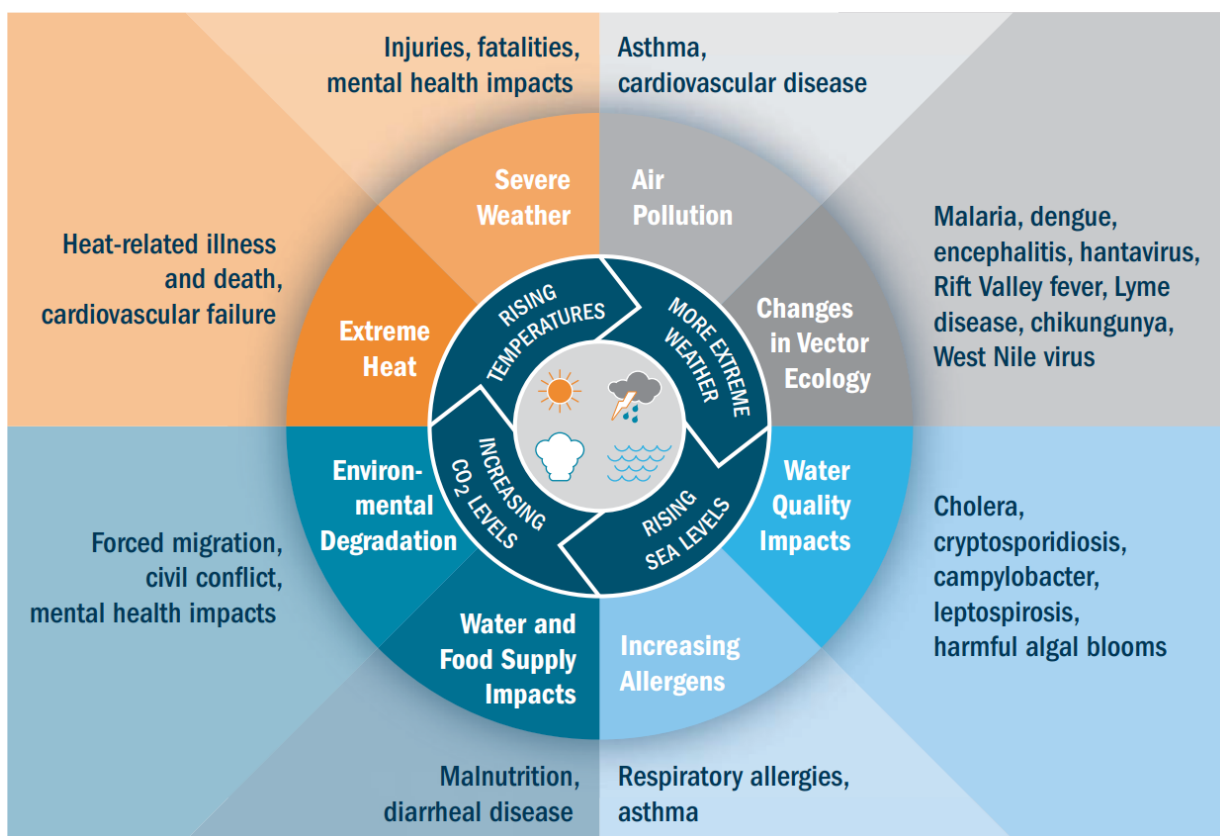 Injuries, fatalities,
mental health impacts
Asthma,
cardiovascular disease
Severe
Weather
Air
Pollution
Heat-related illness
and death,
cardiovascular failure
Extreme
Heat
RISING
TEMPERATURES
MORE EXTREME
WEATHER
Changes
in Vector
Ecology
Malaria, dengue,
encephalitis, hantavirus,
Rift Valley fever, Lyme
disease, chikungunya,
West Nile virus
Forced migration,
civil conflict,
mental health impacts
Environ-
mental
Degradation
INCREASING
CO₂ LEVELS
RISING
SEA LEVELS
Water
Quality
Impacts
Cholera,
cryptosporidiosis,
campylobacter,
leptospirosis,
harmful algal blooms
Water and
Food Supply
Impacts
Increasing
Allergens
Malnutrition,
diarrheal disease
Respiratory allergies,
asthma